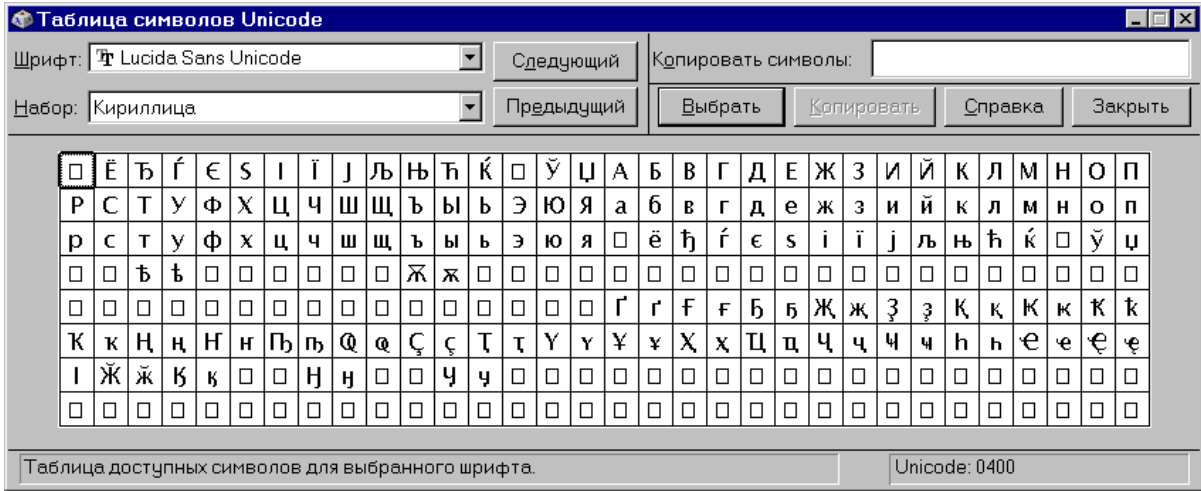 Таблица символов Unicode
Шрифт: Lucida Sans Unicode Следующий Копировать символы:
Набор: Кириллица Предыдущий Выбрать Копировать Справка Закрыть
□ Ё Ђ Ѓ Є Ѕ І Ї Ј Љ Њ Ћ Ќ □ Ў Џ А Б В Г Д Е Ж З И Й К Л М Н О П
Р С Т У Ф Х Ц Ч Ш Щ Ъ Ы Ь Э Ю Я а б в г д е ж з и й к л м н о п
р с т у ф х ц ч ш щ ъ ы ь э ю я □ ё ђ ѓ є ѕ і ї ј љ њ ћ ќ □ ў џ
□ □ Ѣ ѣ □ □ □ □ □ □ Ѫ ѫ □ □ □ □ □ □ □ □ □ □ □ □ □ □ □ □ □ □ □ □
□ □ □ □ □ □ □ □ □ □ □ □ □ □ □ □ Ґ ґ Ғ ғ Ҕ ҕ Җ җ Ҙ ҙ Қ қ Ҝ ҝ Ҟ ҟ
Ҡ ҡ Ң ң Ҥ ҥ Ҧ ҧ Ҩ ҩ Ҫ ҫ Ҭ ҭ Ү ү Ұ ұ Ҳ ҳ Ҵ ҵ Ҷ ҷ Ҹ ҹ Һ һ Ҽ ҽ Ҿ ҿ
Ӏ Ӂ ӂ Ӄ ӄ □ □ Ӈ ӈ □ □ Ӌ ӌ □ □ □ □ □ □ □ □ □ □ □ □ □ □ □ □ □ □ □
□ □ □ □ □ □ □ □ □ □ □ □ □ □ □ □ □ □ □ □ □ □ □ □ □ □ □ □ □ □ □ □
Таблица доступных символов для выбранного шрифта. Unicode: 0400